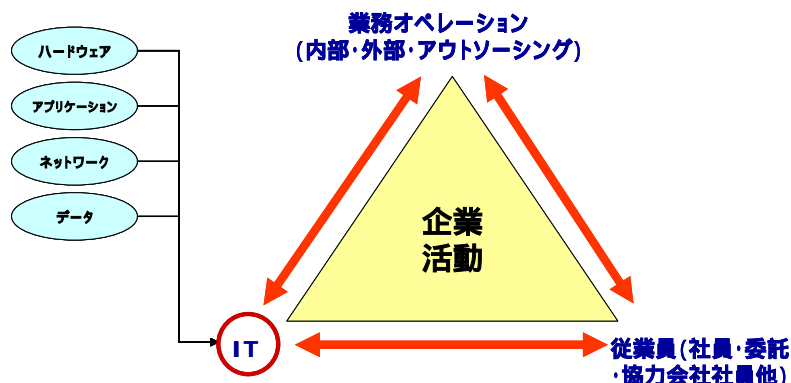 業務オペレーション
(内部･外部･アウトソーシング)
ハードウェア
アプリケーション
ネットワーク
データ
企業
活動
IT
従業員(社員･委託
･協力会社社員他)